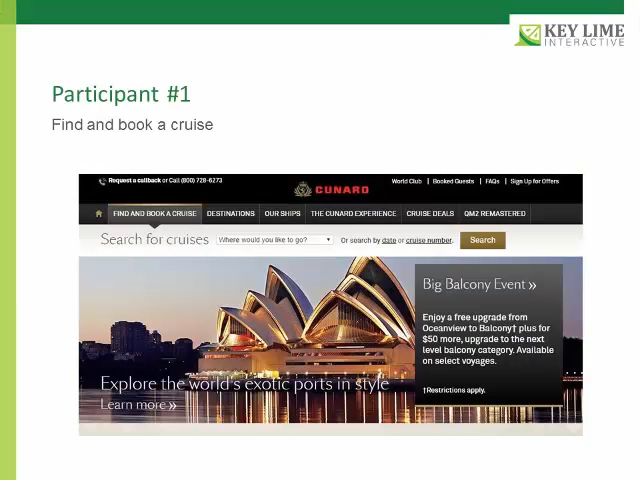 KEY LIME
INTERACTIVE
Participant #1
Find and book a cruise
Request a callback or Call (800) 728-6273
World Club | Booked Guests | FAQs | Sign Up for Offers
CUNARD
FIND AND BOOK A CRUISE
DESTINATIONS
OUR SHIPS
THE CUNARD EXPERIENCE
CRUISE DEALS
QM2 REMASTERED
Search for cruises
Where would you like to go?
Or search by date or cruise number.
Search
Big Balcony Event »
Enjoy a free upgrade from
Oceanview to Balcony† plus for
$50 more, upgrade to the next
level balcony category. Available
on select voyages.
†Restrictions apply.
Explore the world's exotic ports in style
Learn more »